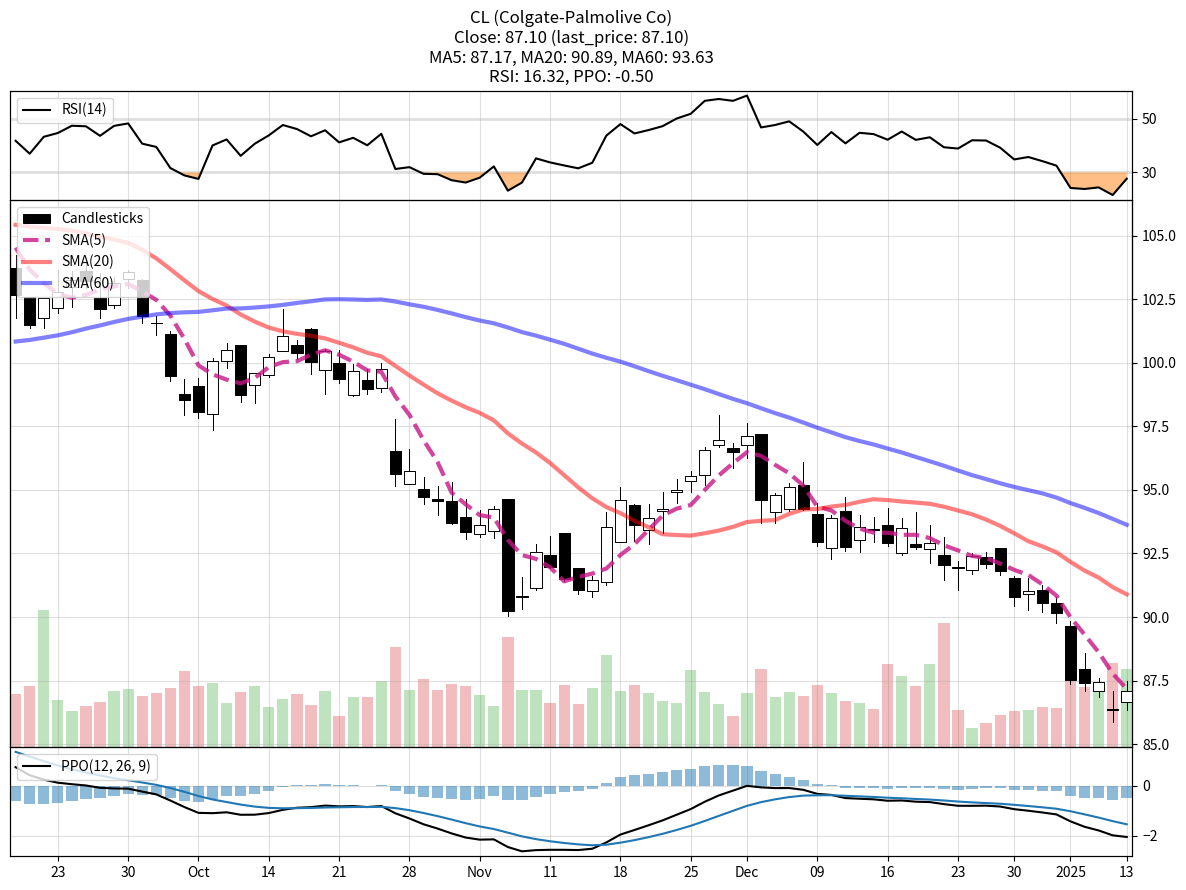 CL (Colgate-Palmolive Co)
Close: 87.10 (last_price: 87.10)
MA5: 87.17, MA20: 90.89, MA60: 93.63
RSI: 16.32, PPO: -0.50
RSI(14)
50
30
Candlesticks
SMA(5)
SMA(20)
SMA(60)
105.0
102.5
100.0
97.5
95.0
92.5
90.0
87.5
85.0
PPO(12, 26, 9)
0
−2
23 30 Oct 14 21 28 Nov 11 18 25 Dec 09 16 23 30 2025 13